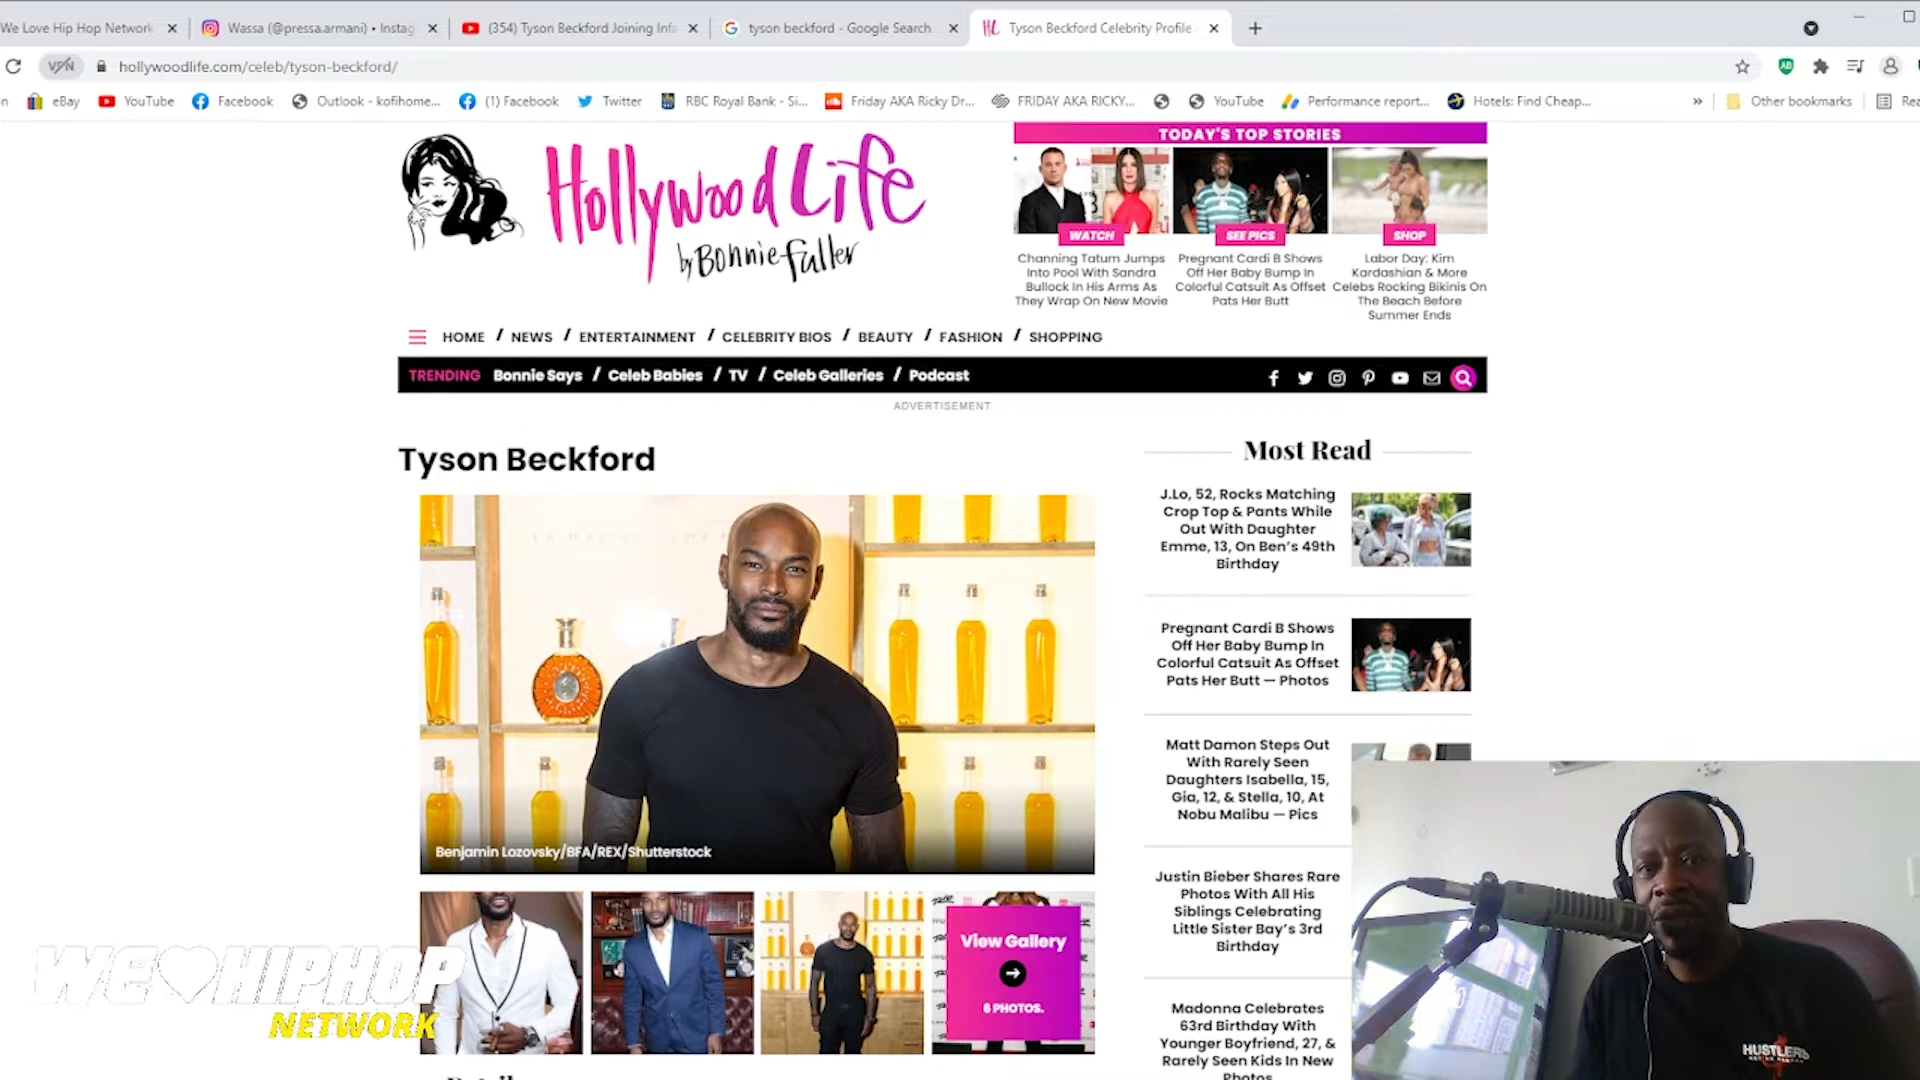 We Love Hip Hop Network
Wassa (@pressa.armani) • Instag
(354) Tyson Beckford Joining Infa
tyson beckford - Google Search
Tyson Beckford Celebrity Profile -
VPN
hollywoodlife.com/celeb/tyson-beckford/
eBay
YouTube
Facebook
Outlook - kofihome...
(1) Facebook
Twitter
RBC Royal Bank - Si...
Friday AKA Ricky Dr...
FRIDAY AKA RICKY...
YouTube
Performance report...
Hotels: Find Cheap...
»
Other bookmarks
Rea
Hollywood Life
by Bonnie Fuller
TODAY'S TOP STORIES
WATCH
Channing Tatum Jumps
Into Pool With Sandra
Bullock In His Arms As
They Wrap On New Movie
SEE PICS
Pregnant Cardi B Shows
Off Her Baby Bump In
Colorful Catsuit As Offset
Pats Her Butt
SHOP
Labor Day: Kim
Kardashian & More
Celebs Rocking Bikinis On
The Beach Before
Summer Ends
HOME / NEWS / ENTERTAINMENT / CELEBRITY BIOS / BEAUTY / FASHION / SHOPPING
TRENDING Bonnie Says / Celeb Babies / TV / Celeb Galleries / Podcast
ADVERTISEMENT
Tyson Beckford
Benjamin Lozovsky/BFA/REX/Shutterstock
View Gallery
6 PHOTOS.
Most Read
J.Lo, 52, Rocks Matching
Crop Top & Pants While
Out With Daughter
Emme, 13, On Ben's 49th
Birthday
Pregnant Cardi B Shows
Off Her Baby Bump In
Colorful Catsuit As Offset
Pats Her Butt — Photos
Matt Damon Steps Out
With Rarely Seen
Daughters Isabella, 15,
Gia, 12, & Stella, 10, At
Nobu Malibu — Pics
Justin Bieber Shares Rare
Photos With All His
Siblings Celebrating
Little Sister Bay's 3rd
Birthday
Madonna Celebrates
63rd Birthday With
Younger Boyfriend, 27, &
Rarely Seen Kids In New
Photos
WE HIPHOP
NETWORK
HUSTLERS